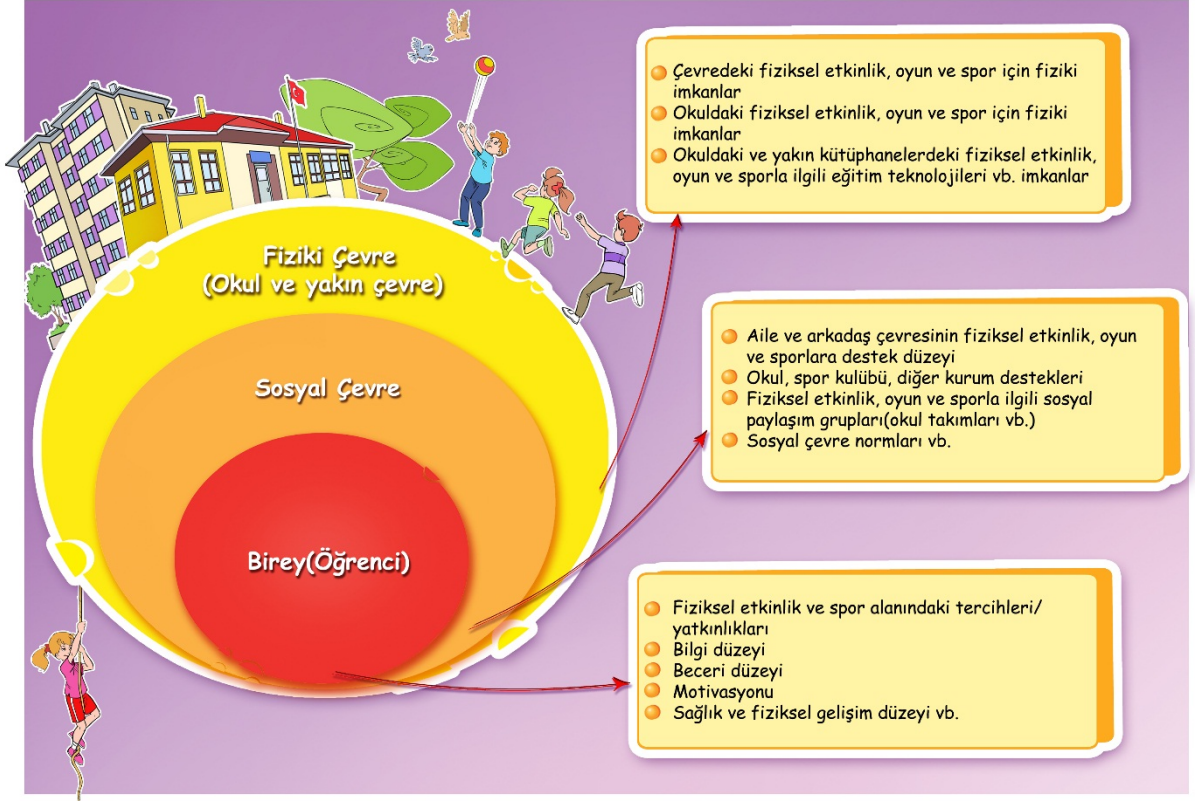 Fiziki Çevre
(Okul ve yakın çevre)
Sosyal Çevre
Birey(Öğrenci)
Çevredeki fiziksel etkinlik, oyun ve spor için fiziki
imkanlar
Okuldaki fiziksel etkinlik, oyun ve spor için fiziki
imkanlar
Okuldaki ve yakın kütüphanelerdeki fiziksel etkinlik,
oyun ve sporla ilgili eğitim teknolojileri vb. imkanlar
Aile ve arkadaş çevresinin fiziksel etkinlik, oyun
ve sporlara destek düzeyi
Okul, spor kulübü, diğer kurum destekleri
Fiziksel etkinlik, oyun ve sporla ilgili sosyal
paylaşım grupları(okul takımları vb.)
Sosyal çevre normları vb.
Fiziksel etkinlik ve spor alanındaki tercihleri/
yatkınlıkları
Bilgi düzeyi
Beceri düzeyi
Motivasyonu
Sağlık ve fiziksel gelişim düzeyi vb.